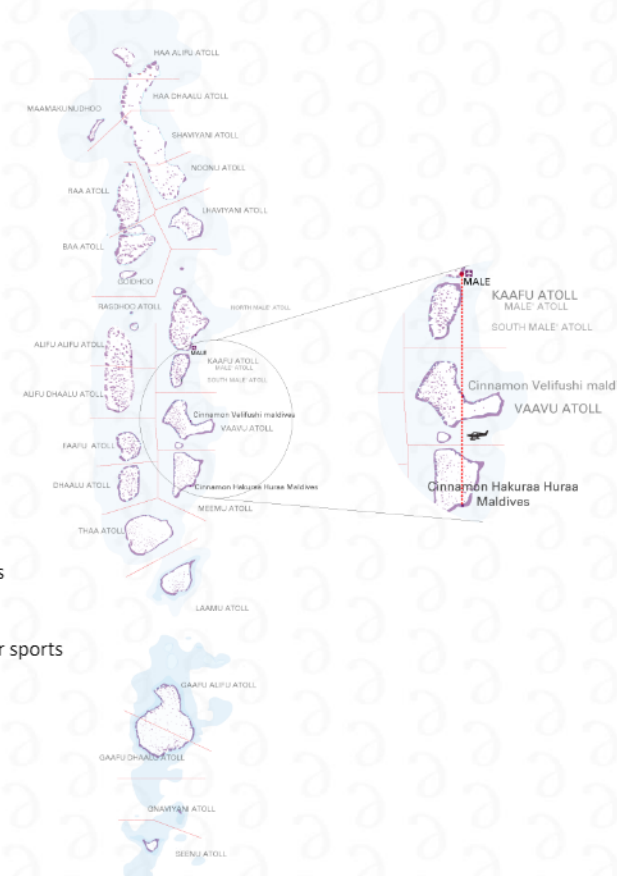 HAA ALIFU ATOLL
HAA DHAALU ATOLL
MAAMAKUNUDHOO
SHAVIYANI ATOLL
NOONU ATOLL
RAA ATOLL
LHAVIYANI ATOLL
BAA ATOLL
GOIDHOO
RASDHOO ATOLL
NORTH MALE' ATOLL
ALIFU ALIFU ATOLL
MALE
KAAFU ATOLL
MALE' ATOLL
SOUTH MALE' ATOLL
ALIFU DHAALU ATOLL
Cinnamon Velifushi maldives
VAAVU ATOLL
FAAFU ATOLL
DHAALU ATOLL
Cinnamon Hakuraa Huraa Maldives
MEEMU ATOLL
THAA ATOLL
LAAMU ATOLL
GAAFU ALIFU ATOLL
GAAFU DHAALU ATOLL
GNAVIYANI ATOLL
SEENU ATOLL
MALE
KAAFU ATOLL
MALE' ATOLL
SOUTH MALE' ATOLL
Cinnamon Velifushi mald
VAAVU ATOLL
Cinnamon Hakuraa Huraa
Maldives
s
r sports